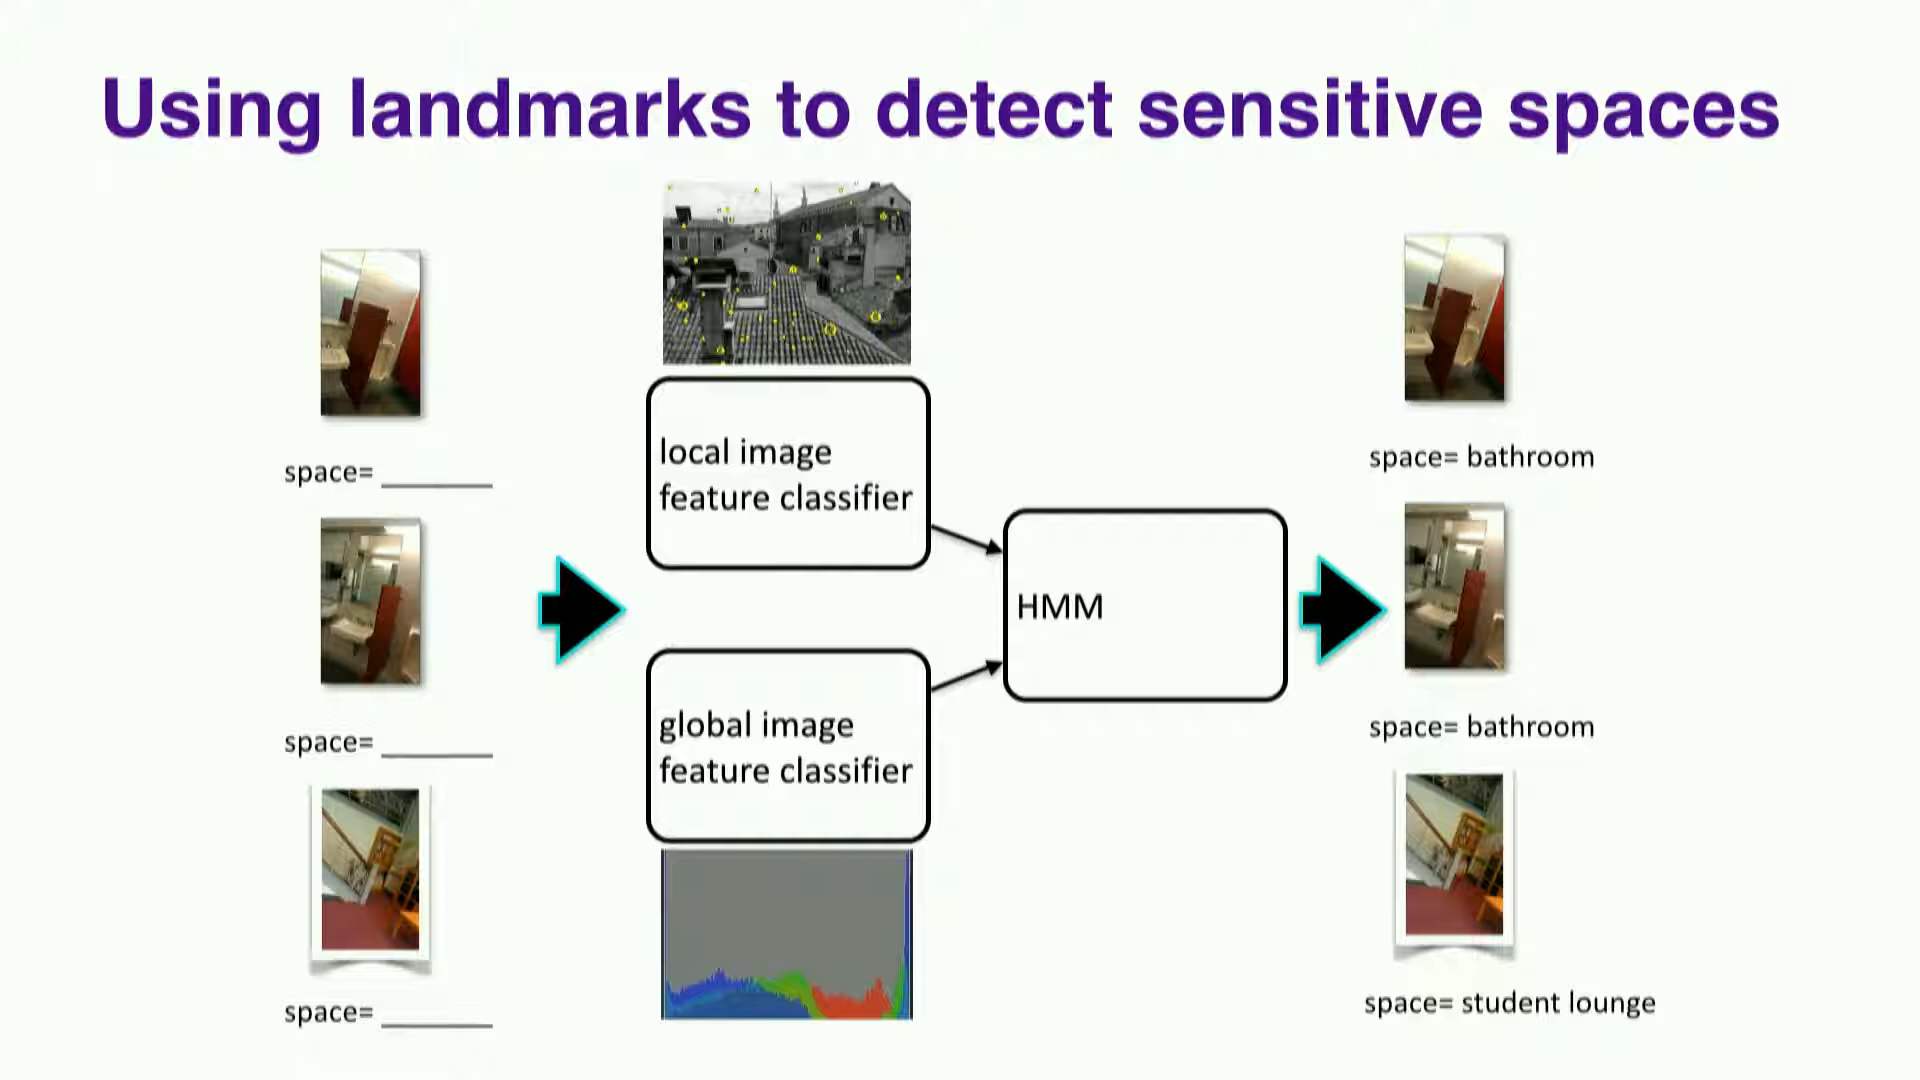 Using landmarks to detect sensitive spaces
space= ________
space= ________
space= ________
local image
feature classifier
global image
feature classifier
HMM
space= bathroom
space= bathroom
space= student lounge